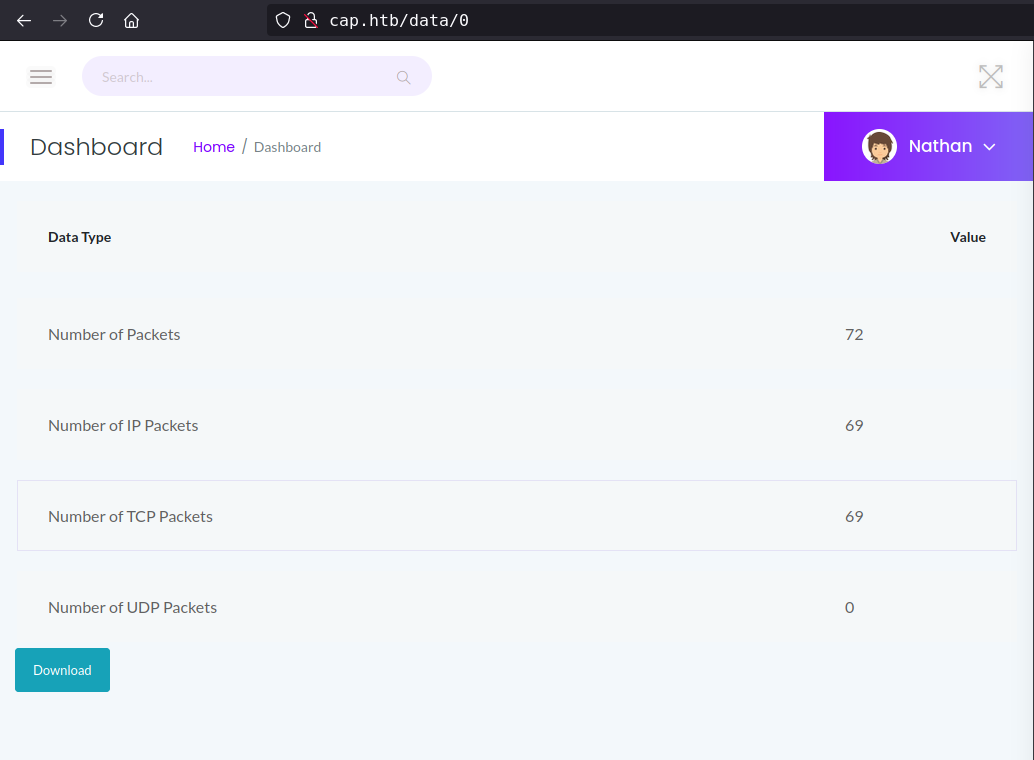 cap.htb/data/0
Search...
Dashboard Home / Dashboard Nathan
Data Type Value
Number of Packets 72
Number of IP Packets 69
Number of TCP Packets 69
Number of UDP Packets 0
Download